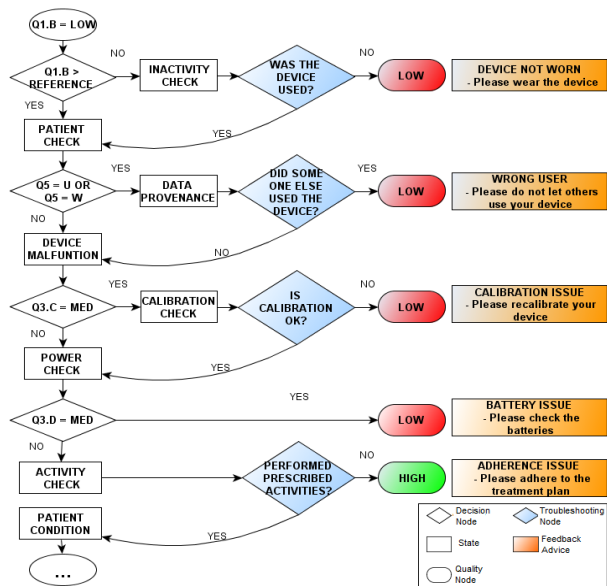 Q1.B = LOW
Q1.B >
REFERENCE
NO
INACTIVITY
CHECK
WAS THE
DEVICE
USED?
NO
LOW
DEVICE NOT WORN
- Please wear the device
YES
YES
PATIENT
CHECK
Q5 = U OR
Q5 = W
YES
DATA
PROVENANCE
DID SOME
ONE ELSE
USED THE
DEVICE?
YES
LOW
WRONG USER
- Please do not let others
use your device
NO
NO
DEVICE
MALFUNTION
Q3.C = MED
YES
CALIBRATION
CHECK
IS
CALIBRATION
OK?
NO
LOW
CALIBRATION ISSUE
- Please recalibrate your
device
NO
YES
POWER
CHECK
Q3.D = MED
YES
LOW
BATTERY ISSUE
- Please check the
batteries
NO
ACTIVITY
CHECK
PERFORMED
PRESCRIBED
ACTIVITIES?
NO
HIGH
ADHERENCE ISSUE
- Please adhere to the
treatment plan
YES
PATIENT
CONDITION
...
Decision
Node
Troubleshooting
Node
State
Feedback
Advice
Quality
Node